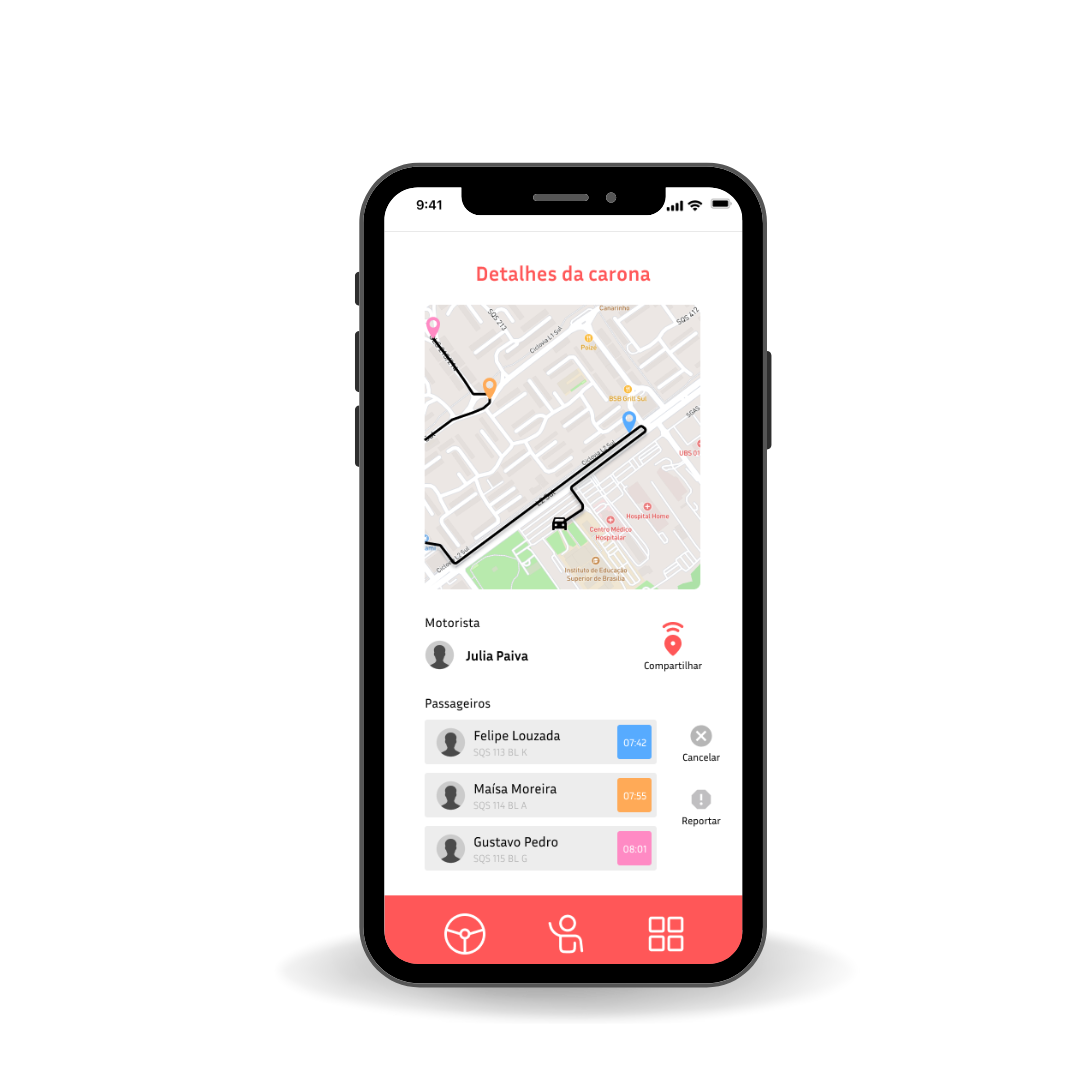 9:41
Detalhes da carona
Canarinho
SQS 213
SQS 412
Ciclovia L1 Sul
BSB Grill Sul
SGAS
Ciclovia L2 Sul
UBS 01
L2 Sul
Hospital Home
Centro Médico
Hospitalar
Ciclovia L2 Sul
Instituto de Educação
Superior de Brasília
Motorista
Julia Paiva
Compartilhar
Passageiros
Felipe Louzada
SQS 113 BL K
07:42
Cancelar
Maísa Moreira
SQS 114 BL A
07:55
Reportar
Gustavo Pedro
SQS 115 BL G
08:01